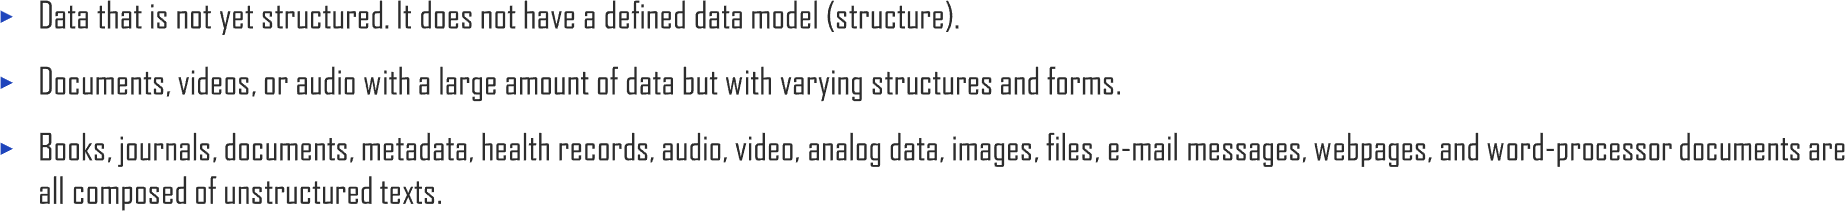 ▸ Data that is not yet structured. It does not have a defined data model (structure).
▸ Documents, videos, or audio with a large amount of data but with varying structures and forms.
▸ Books, journals, documents, metadata, health records, audio, video, analog data, images, files, e-mail messages, webpages, and word-processor documents are
all composed of unstructured texts.